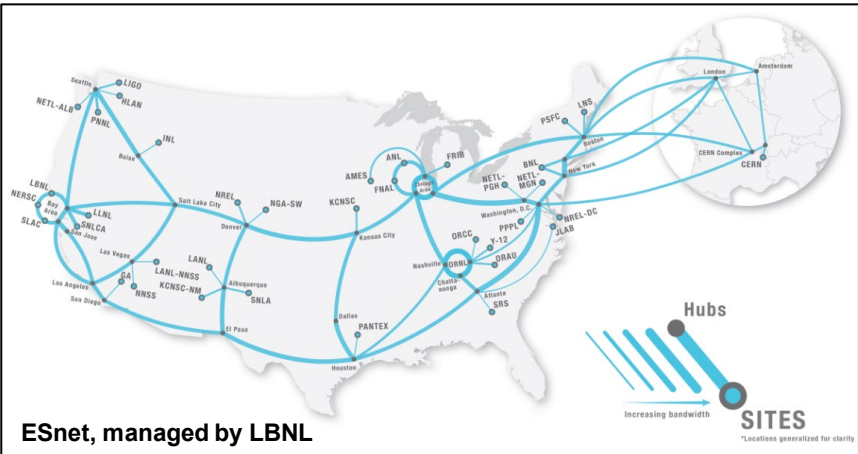 Seattle
LIGO
HLAN
NETL-ALB
PNNL
INL
Boise
LBNL
NERSC
Bay
Area
LLNL
SNLCA
SLAC
San Jose
Salt Lake City
NREL
NGA-SW
Denver
KCNSC
Kansas City
Las Vegas
LANL-NNSS
GA
NNSS
Los Angeles
San Diego
LANL
KCNSC-NM
Albuquerque
SNLA
El Paso
Dallas
PANTEX
Houston
AMES
ANL
FNAL
Chicago
Area
FRIB
Nashville
ORNL
ORCC
Y-12
ORAU
Chatta-
nanga
Atlanta
SRS
PSFC
LNS
Boston
BNL
New York
NETL-
PGH
NETL-
MGN
Washington, D.C.
PPPL
NREL-DC
JLAB
London
Amsterdam
CERN Complex
CERN
Hubs
Increasing bandwidth
SITES
*Locations generalized for clarity
ESnet, managed by LBNL